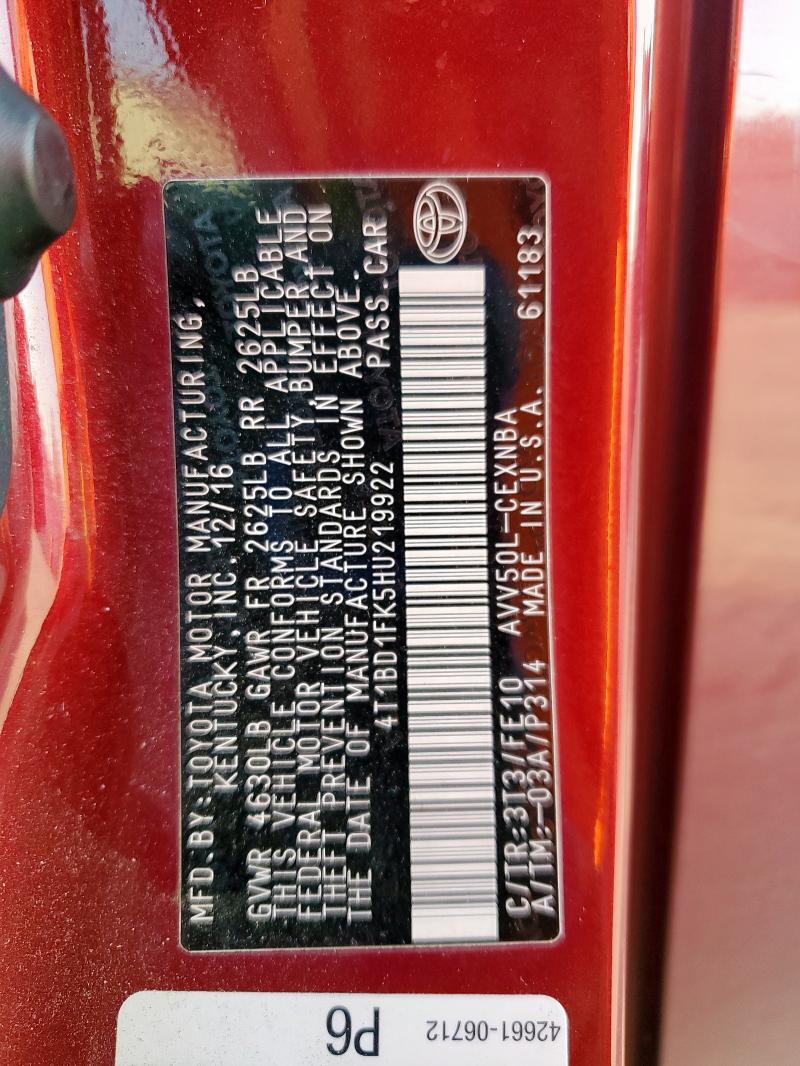 MFD.BY:TOYOTA MOTOR MANUFACTURING,
KENTUCKY,INC. 12/16
GVWR 4630LB GAWR FR 2625LB RR 2625LB
THIS VEHICLE CONFORMS TO ALL APPLICABLE
FEDERAL MOTOR VEHICLE SAFETY,BUMPER,AND
THEFT PREVENTION STANDARDS IN EFFECT ON
THE DATE OF MANUFACTURE SHOWN ABOVE.
4T1BD1FK5HU219922 PASS.CAR
C/TR:3T3/FE10 AVV50L-CEXNBA
A/TM:-03A/P314 MADE IN U.S.A. 61183
P6
42661-06712